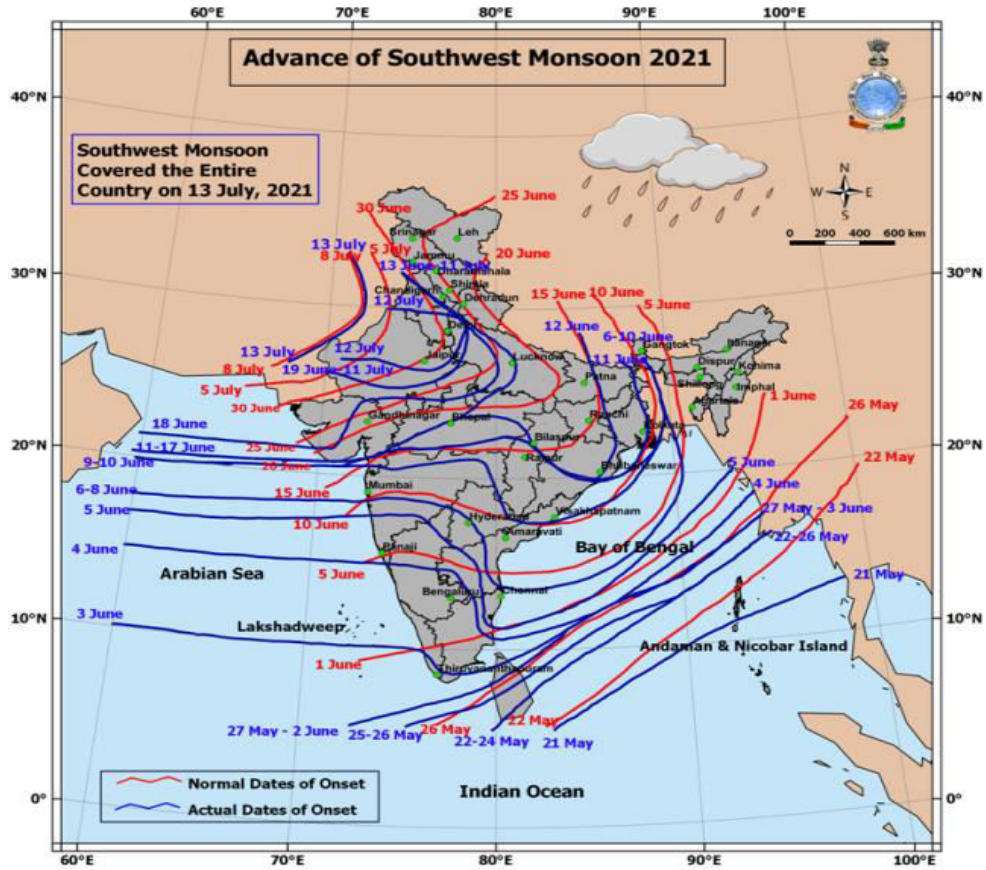 60°E
70°E
80°E
90°E
100°E
Advance of Southwest Monsoon 2021
40°N
40°N
Southwest Monsoon
Covered the Entire
Country on 13 July, 2021
N
W
E
S
0 200 400 600 km
25 June
30 June
Srinagar
Leh
13 July
8 July
5 July
Jammu
20 June
13 June-11 July
Dharamshala
30°N
30°N
Shimla
Chandigarh
Dehradun
12 July
15 June
10 June
5 June
Delhi
12 June
6-10 June
Gangtok
Itanagar
13 July
12 July
Jaipur
Lucknow
11 June
Dispur
Kohima
8 July
19 June-11 July
Patna
Shillong
Imphal
5 July
1 June
30 June
Agartala
26 May
18 June
Gandhinagar
Bhopal
Ranchi
Kolkata
20°N
20°N
11-17 June
25 June
Bilaspur
9-10 June
20 June
Raipur
22 May
Bhubaneswar
5 June
6-8 June
15 June
Mumbai
4 June
5 June
10 June
Hyderabad
Visakhapatnam
27 May - 3 June
Amaravati
22-26 May
4 June
Panaji
Bay of Bengal
Arabian Sea
5 June
21 May
Bengaluru
Chennai
3 June
10°N
10°N
Lakshadweep
Andaman & Nicobar Island
1 June
Thiruvananthapuram
27 May - 2 June
25-26 May
26 May
22 May
22-24 May
21 May
Normal Dates of Onset
Actual Dates of Onset
Indian Ocean
0°
0°
60°E
70°E
80°E
90°E
100°E